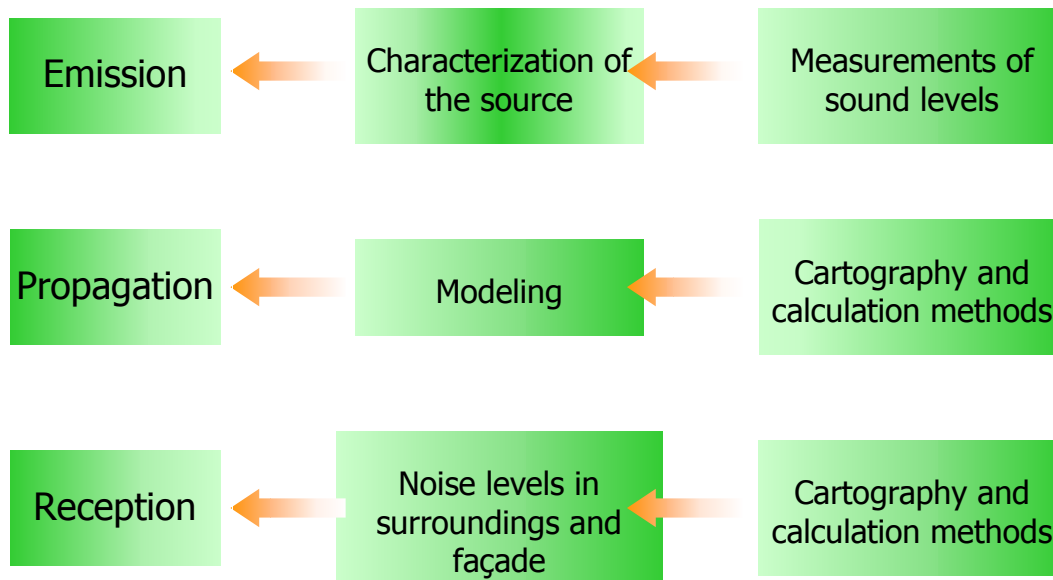 Emission
Characterization of
the source
Measurements of
sound levels
Propagation
Modeling
Cartography and
calculation methods
Reception
Noise levels in
surroundings and
façade
Cartography and
calculation methods